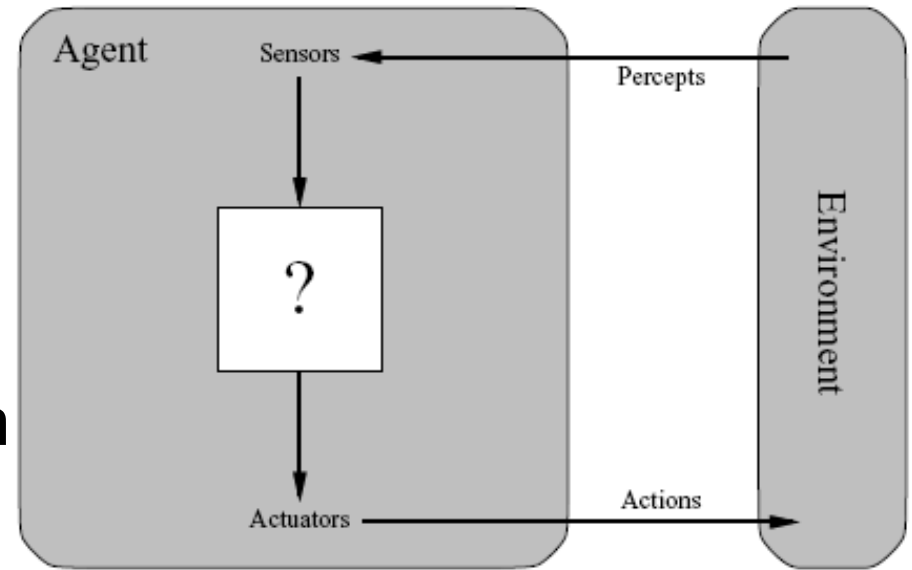 Agent
Sensors
Percepts
?
Environment
n
Actuators
Actions